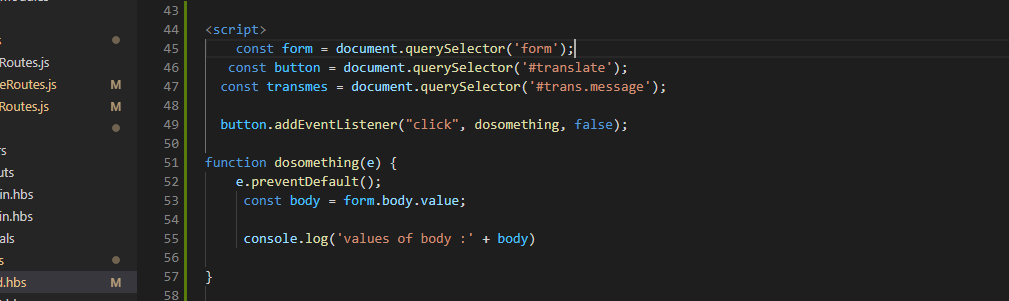 43
44 <script>
s
45 const form = document.querySelector('form');
Routes.js
46 const button = document.querySelector('#translate');
eRoutes.js M
47 const transmes = document.querySelector('#trans.message');
Routes.js M
48
49 button.addEventListener("click", dosomething, false);
rs
50
51 function dosomething(e) {
uts
52 e.preventDefault();
in.hbs
53 const body = form.body.value;
in.hbs
54
als
55 console.log('values of body :' + body)
s
56
d.hbs M
57 }
58